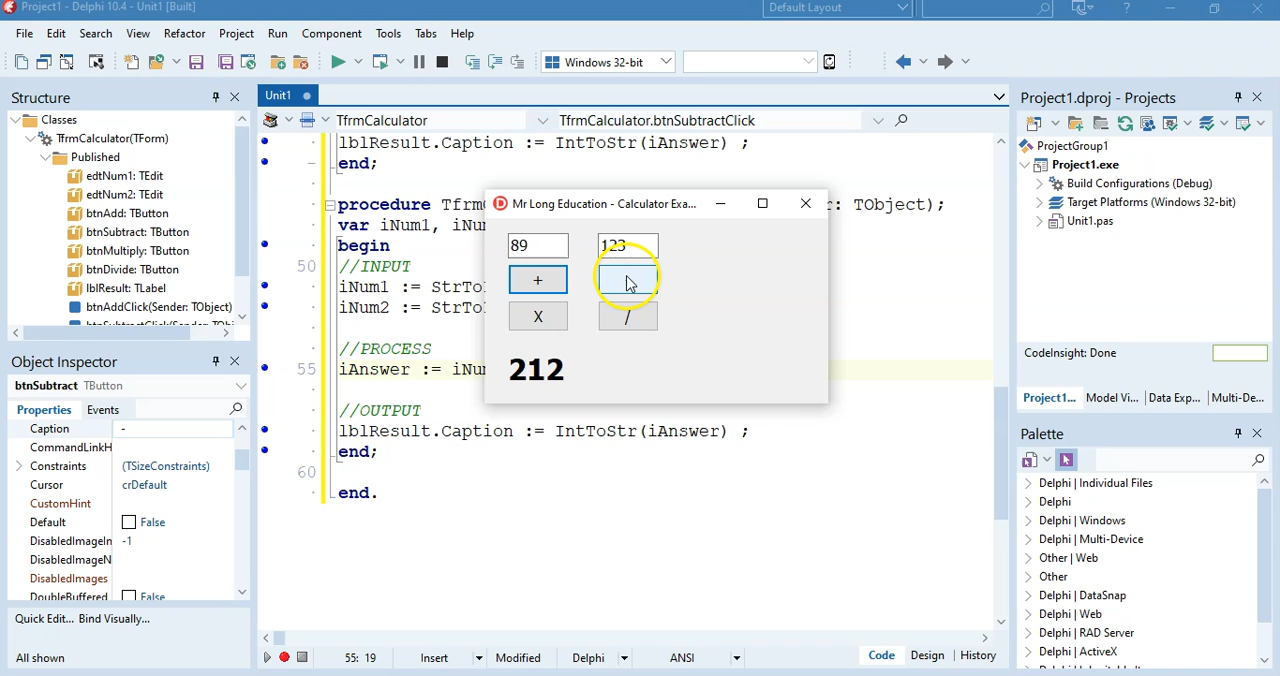 Project1 - Delphi 10.4 - Unit1 [Built]
Default Layout
File Edit Search View Refactor Project Run Component Tools Tabs Help
Windows 32-bit
Structure
Classes
TfrmCalculator(TForm)
Published
edtNum1: TEdit
edtNum2: TEdit
btnAdd: TButton
btnSubtract: TButton
btnMultiply: TButton
btnDivide: TButton
lblResult: TLabel
btnAddClick(Sender: TObject)
Object Inspector
btnSubtract TButton
Properties Events
Caption -
CommandLinkH
Constraints (TSizeConstraints)
Cursor crDefault
CustomHint
Default False
DisabledImageIn -1
DisabledImageN
DisabledImages
DoubleBuffered False
Quick Edit... Bind Visually...
All shown
Unit1
TfrmCalculator TfrmCalculator.btnSubtractClick
lblResult.Caption := IntToStr(iAnswer) ;
end;
procedure Tfrm r: TObject);
var iNum1, iNu
begin
50 //INPUT
iNum1 := StrTo
iNum2 := StrTo
//PROCESS
55 iAnswer := iNu
//OUTPUT
lblResult.Caption := IntToStr(iAnswer) ;
end;
60
end.
Mr Long Education - Calculator Exa...
89 123
+
X /
212
55: 19 Insert Modified Delphi ANSI Code Design History
Project1.dproj - Projects
ProjectGroup1
Project1.exe
Build Configurations (Debug)
Target Platforms (Windows 32-bit)
Unit1.pas
CodeInsight: Done
Project1... Model Vi... Data Exp... Multi-De...
Palette
Delphi | Individual Files
Delphi
Delphi | Windows
Delphi | Multi-Device
Other | Web
Other
Delphi | DataSnap
Delphi | Web
Delphi | RAD Server
Delphi | ActiveX